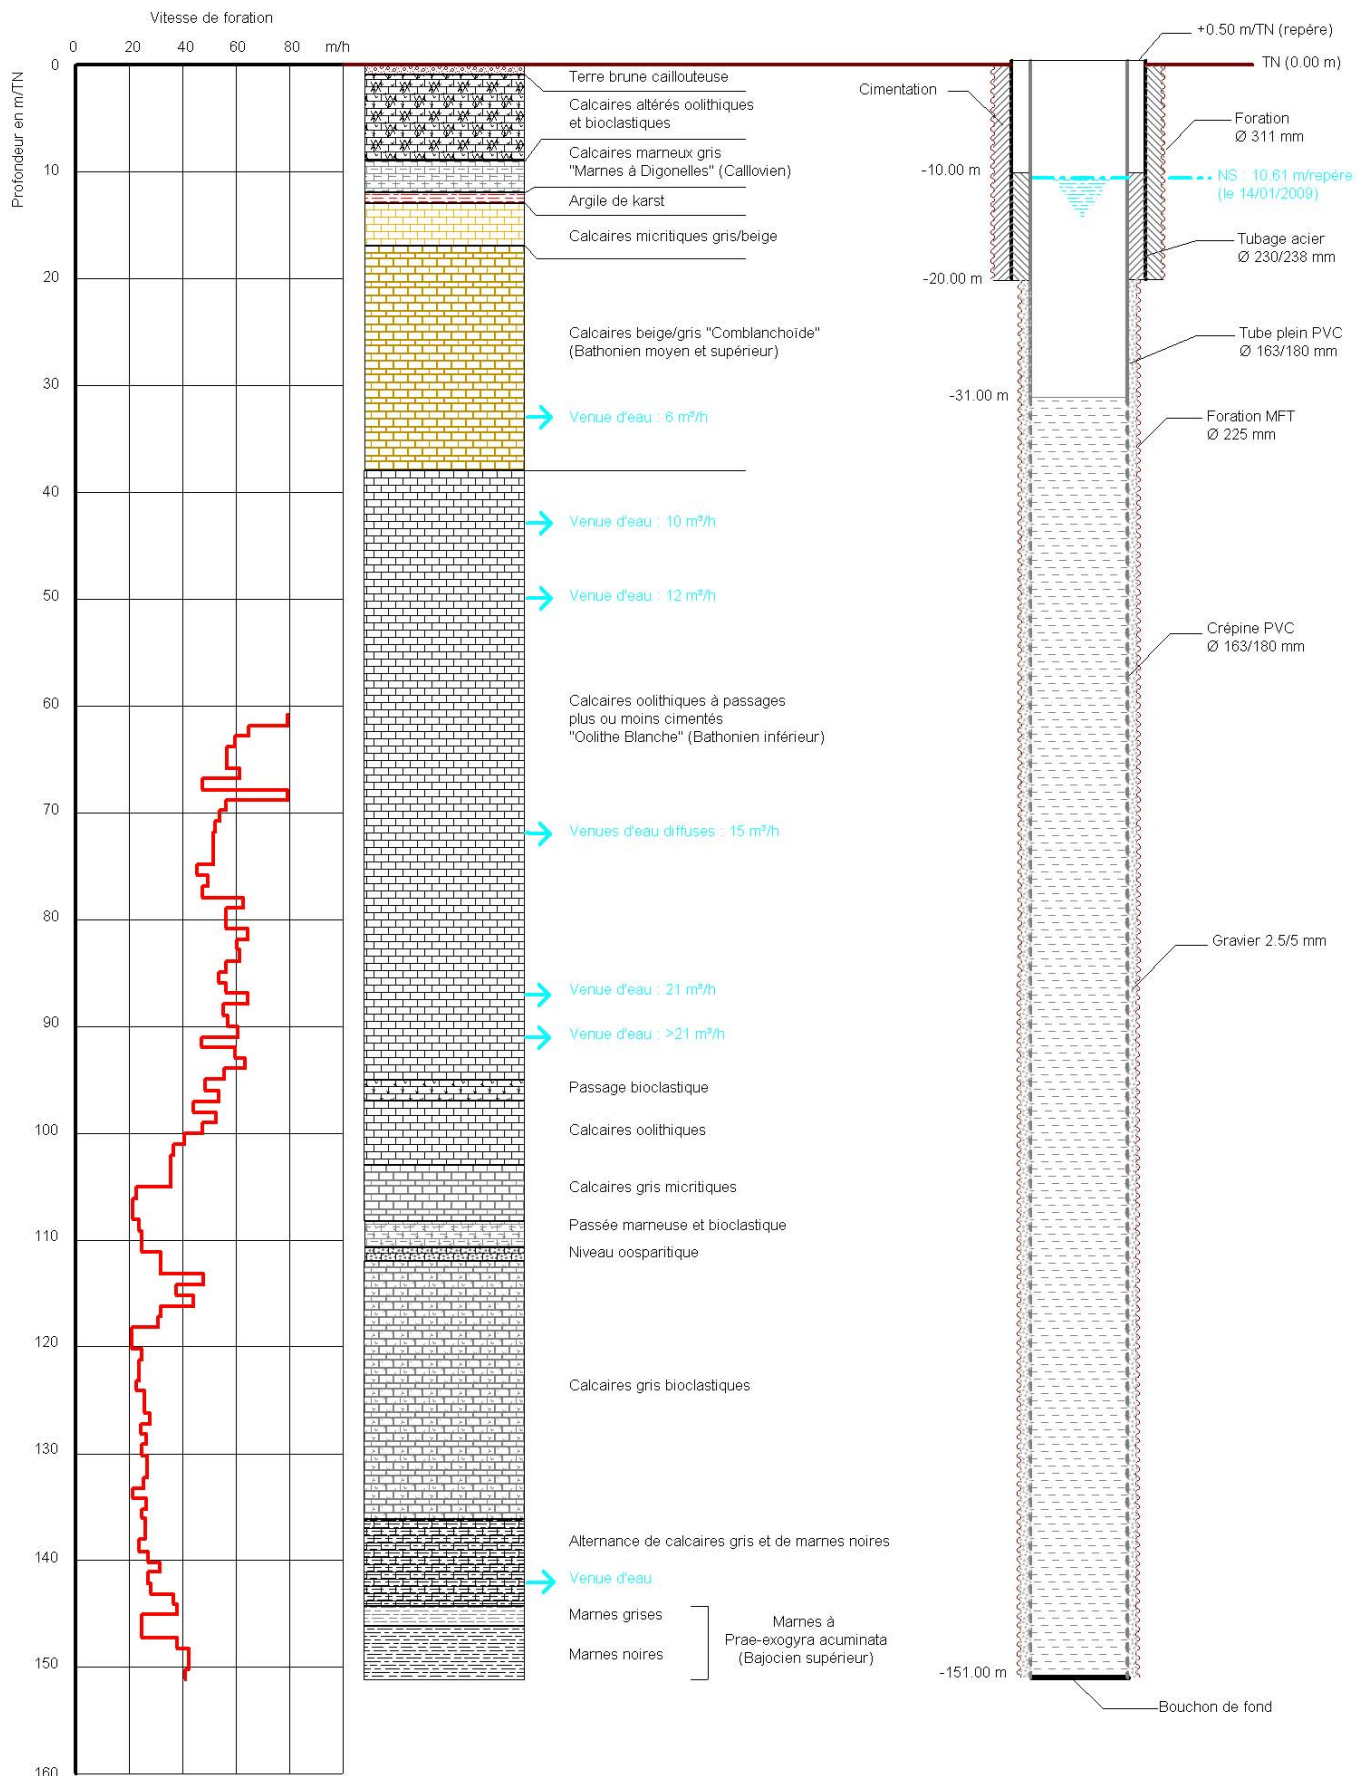 Vitesse de foration
0 20 40 60 80 m/h
Profondeur en m/TN
0
10
20
30
40
50
60
70
80
90
100
110
120
130
140
150
160
Terre brune caillouteuse
Calcaires altérés oolithiques
et bioclastiques
Calcaires marneux gris
"Marnes à Digonelles" (Calllovien)
Argile de karst
Calcaires micritiques gris/beige
Calcaires beige/gris "Comblanchoïde"
(Bathonien moyen et supérieur)
Venue d'eau : 6 m³/h
Venue d'eau : 10 m³/h
Venue d'eau : 12 m³/h
Calcaires oolithiques à passages
plus ou moins cimentés
"Oolithe Blanche" (Bathonien inférieur)
Venues d'eau diffuses : 15 m³/h
Venue d'eau : 21 m³/h
Venue d'eau : >21 m³/h
Passage bioclastique
Calcaires oolithiques
Calcaires gris micritiques
Passée marneuse et bioclastique
Niveau oosparitique
Calcaires gris bioclastiques
Alternance de calcaires gris et de marnes noires
Venue d'eau
Marnes grises
Marnes noires
Marnes à
Prae-exogyra acuminata
(Bajocien supérieur)
+0.50 m/TN (repère)
TN (0.00 m)
Cimentation
Foration
Ø 311 mm
-10.00 m
NS : 10.61 m/repère
(le 14/01/2009)
Tubage acier
Ø 230/238 mm
-20.00 m
Tube plein PVC
Ø 163/180 mm
-31.00 m
Foration MFT
Ø 225 mm
Crépine PVC
Ø 163/180 mm
Gravier 2.5/5 mm
-151.00 m
Bouchon de fond